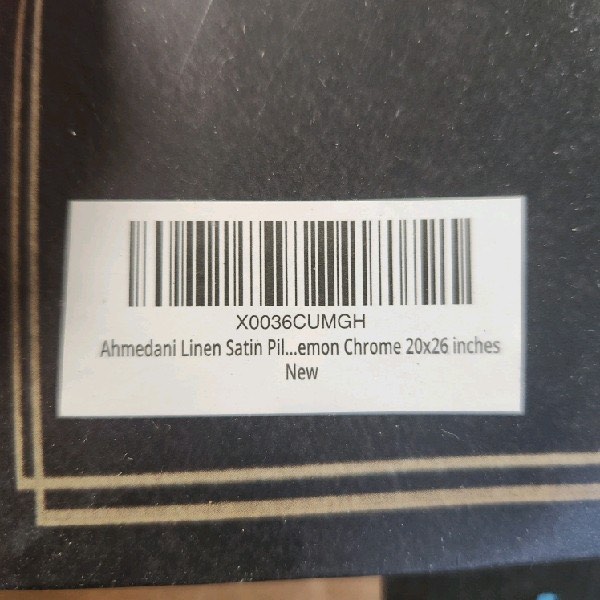 X0036CUMGH
Ahmedani Linen Satin Pil...emon Chrome 20x26 inches
New